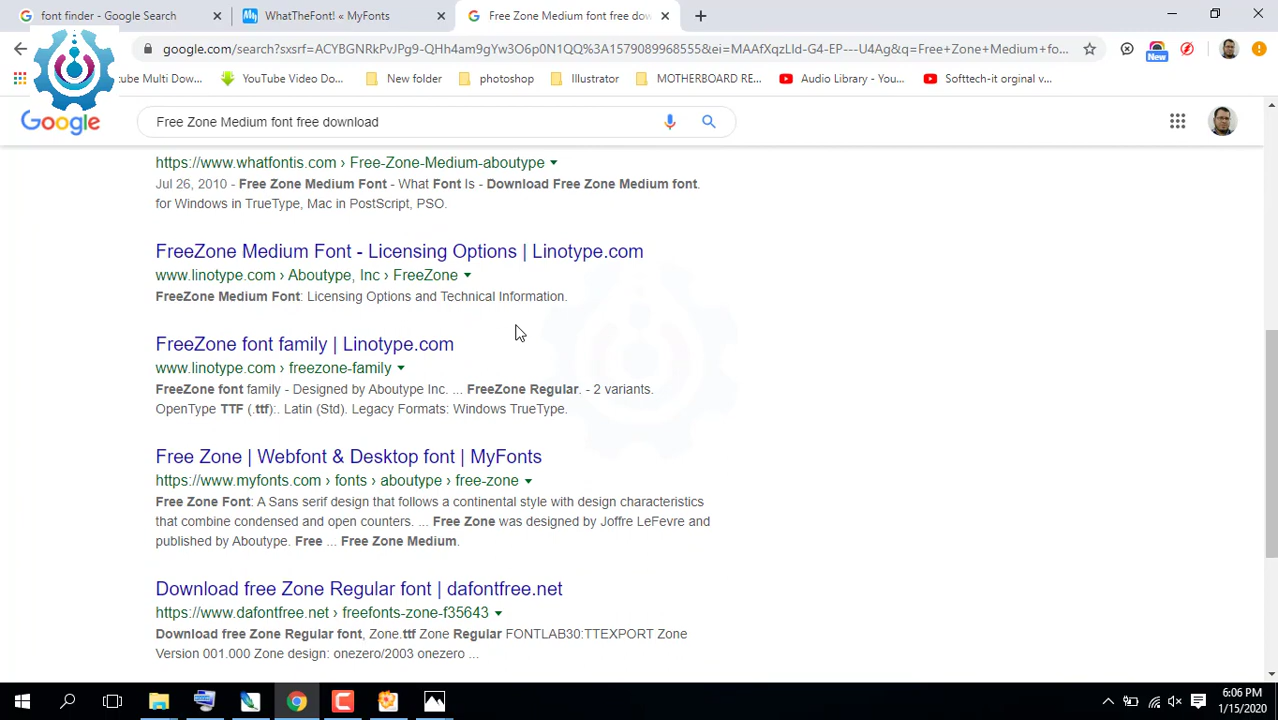 font finder - Google Search
WhatTheFont! « MyFonts
Free Zone Medium font free dow
google.com/search?sxsrf=ACYBGNRkPvJPg9-QHh4am9gYw3O6p0N1QQ%3A1579089968555&ei=MAAfXqzLId-G4-EP---U4Ag&q=Free+Zone+Medium+fo...
ube Multi Dow...
YouTube Video Do...
New folder
photoshop
Illustrator
MOTHERBOARD RE...
Audio Library - You...
Softtech-it orginal v...
New
Google
Free Zone Medium font free download
https://www.whatfontis.com › Free-Zone-Medium-aboutype
Jul 26, 2010 - Free Zone Medium Font - What Font Is - Download Free Zone Medium font.
for Windows in TrueType, Mac in PostScript, PSO.
FreeZone Medium Font - Licensing Options | Linotype.com
www.linotype.com › Aboutype, Inc › FreeZone
FreeZone Medium Font: Licensing Options and Technical Information.
FreeZone font family | Linotype.com
www.linotype.com › freezone-family
FreeZone font family - Designed by Aboutype Inc. ... FreeZone Regular. - 2 variants.
OpenType TTF (.ttf):. Latin (Std). Legacy Formats: Windows TrueType.
Free Zone | Webfont & Desktop font | MyFonts
https://www.myfonts.com › fonts › aboutype › free-zone
Free Zone Font: A Sans serif design that follows a continental style with design characteristics
that combine condensed and open counters. ... Free Zone was designed by Joffre LeFevre and
published by Aboutype. Free ... Free Zone Medium.
Download free Zone Regular font | dafontfree.net
https://www.dafontfree.net › freefonts-zone-f35643
Download free Zone Regular font, Zone.ttf Zone Regular FONTLAB30:TTEXPORT Zone
Version 001.000 Zone design: onezero/2003 onezero ...
6:06 PM
1/15/2020